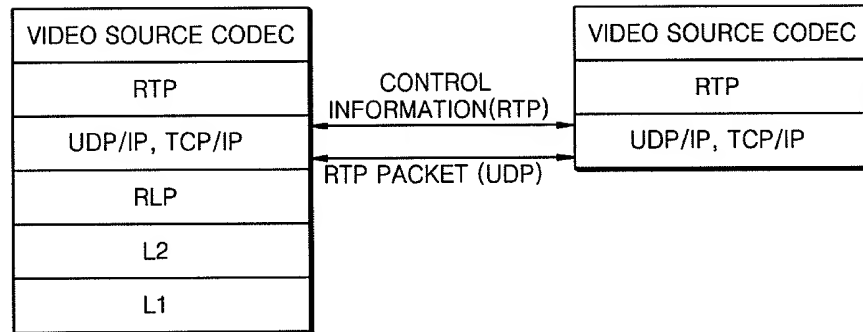 VIDEO SOURCE CODEC
RTP
UDP/IP, TCP/IP
RLP
L2
L1
CONTROL
INFORMATION(RTP)
RTP PACKET (UDP)
VIDEO SOURCE CODEC
RTP
UDP/IP, TCP/IP